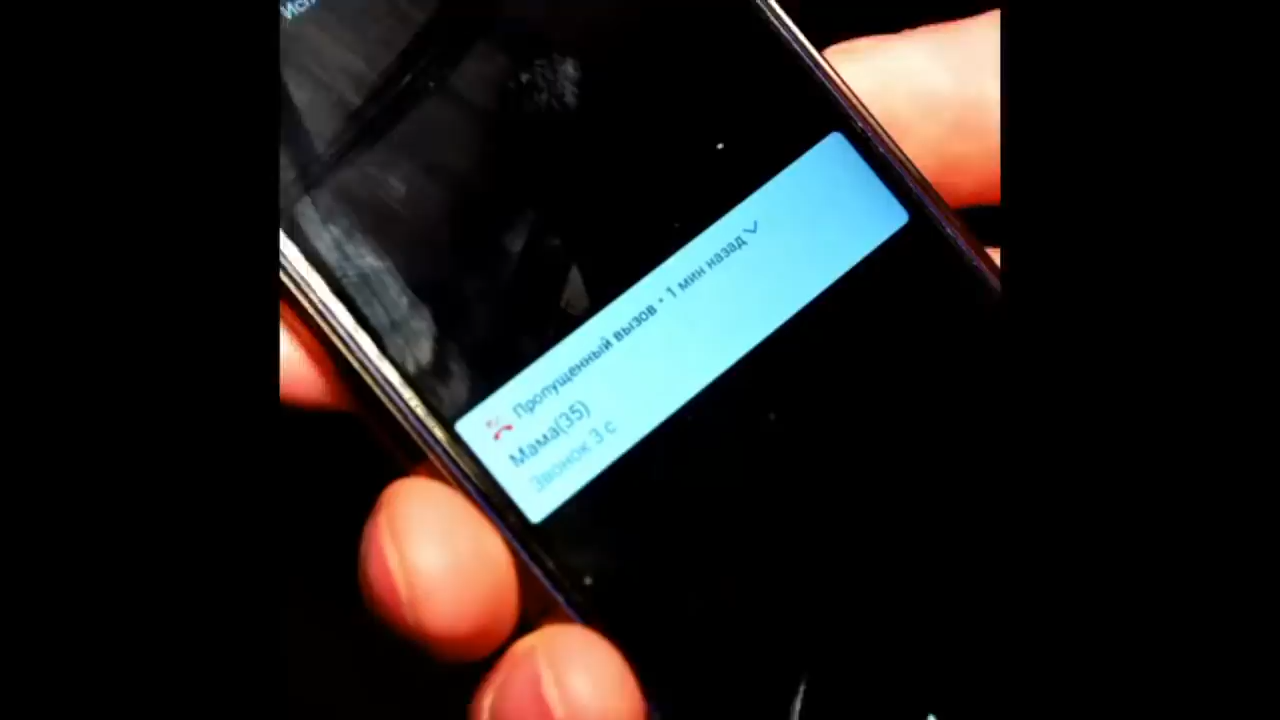 Пропущенный вызов • 1 мин назад
Мама(35)
Звонок 3 с